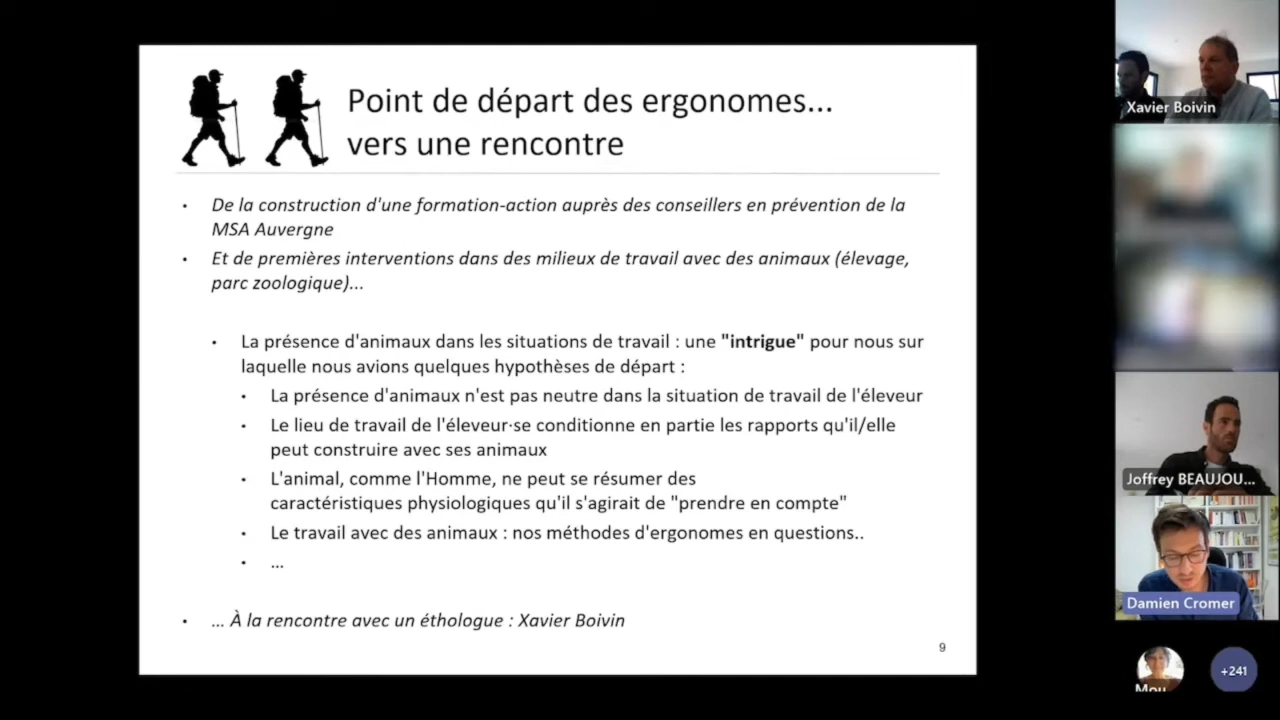 Point de départ des ergonomes...
vers une rencontre
• De la construction d'une formation-action auprès des conseillers en prévention de la
MSA Auvergne
• Et de premières interventions dans des milieux de travail avec des animaux (élevage,
parc zoologique)...
• La présence d'animaux dans les situations de travail : une "intrigue" pour nous sur
laquelle nous avions quelques hypothèses de départ :
• La présence d'animaux n'est pas neutre dans la situation de travail de l'éleveur
• Le lieu de travail de l'éleveur·se conditionne en partie les rapports qu'il/elle
peut construire avec ses animaux
• L'animal, comme l'Homme, ne peut se résumer des
caractéristiques physiologiques qu'il s'agirait de "prendre en compte"
• Le travail avec des animaux : nos méthodes d'ergonomes en questions..
• ...
• ... À la rencontre avec un éthologue : Xavier Boivin
9
Xavier Boivin
Joffrey BEAUJOU...
Damien Cromer
+241